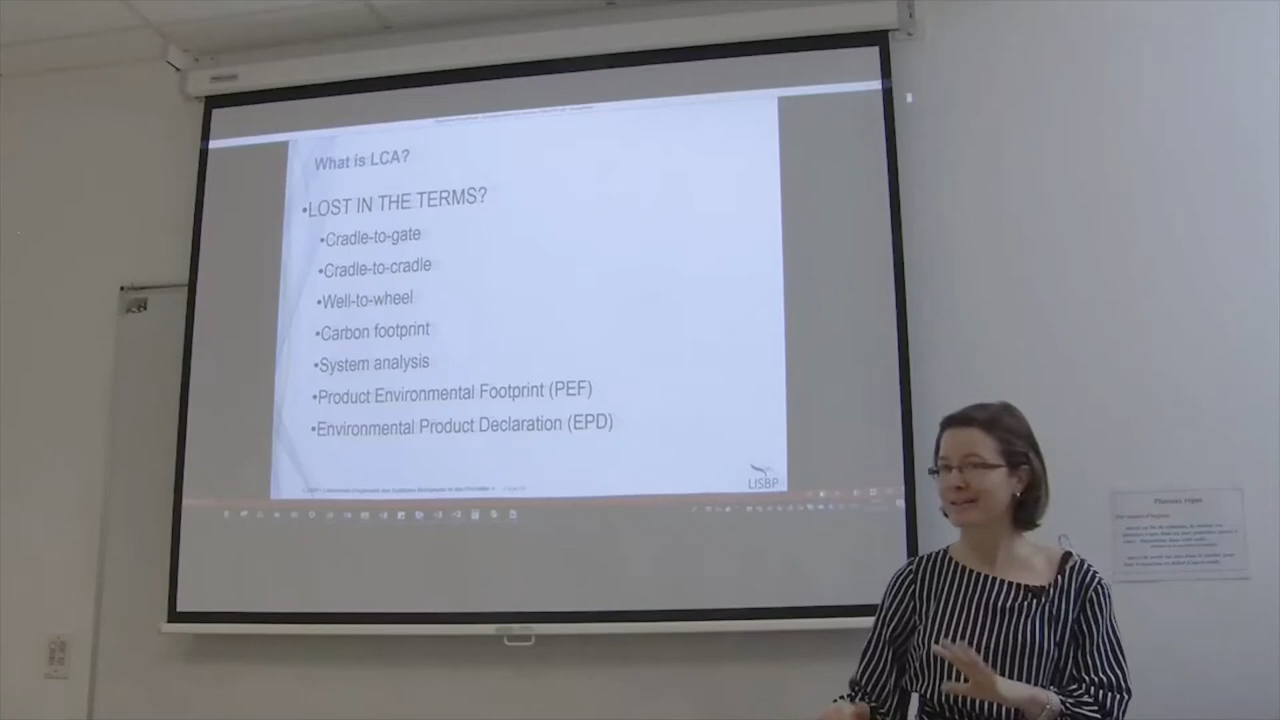 What is LCA?
•LOST IN THE TERMS?
•Cradle-to-gate
•Cradle-to-cradle
•Well-to-wheel
•Carbon footprint
•System analysis
•Product Environmental Footprint (PEF)
•Environmental Product Declaration (EPD)
LISBP